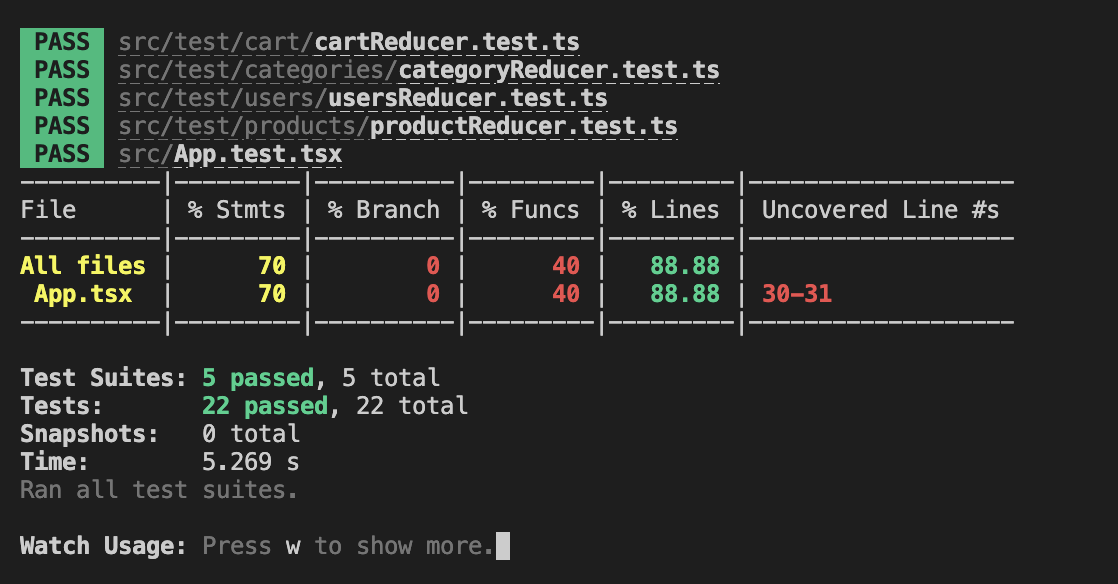 PASS src/test/cart/cartReducer.test.ts
PASS src/test/categories/categoryReducer.test.ts
PASS src/test/users/usersReducer.test.ts
PASS src/test/products/productReducer.test.ts
PASS src/App.test.tsx
----------|---------|----------|---------|---------|-------------------
File      | % Stmts | % Branch | % Funcs | % Lines | Uncovered Line #s
----------|---------|----------|---------|---------|-------------------
All files |      70 |        0 |      40 |   88.88 |
 App.tsx  |      70 |        0 |      40 |   88.88 | 30-31
----------|---------|----------|---------|---------|-------------------
Test Suites: 5 passed, 5 total
Tests:       22 passed, 22 total
Snapshots:   0 total
Time:        5.269 s
Ran all test suites.
Watch Usage: Press w to show more.